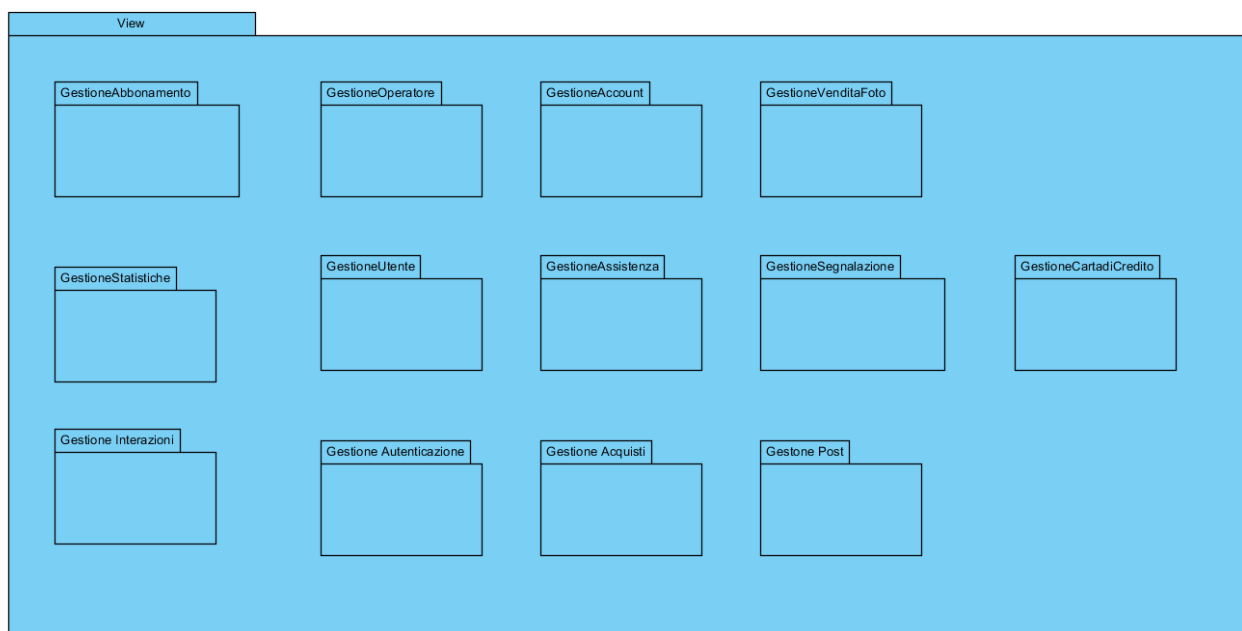 View
GestioneAbbonamento
GestioneOperatore
GestioneAccount
GestioneVenditaFoto
GestioneStatistiche
GestioneUtente
GestioneAssistenza
GestioneSegnalazione
GestioneCartadiCredito
Gestione Interazioni
Gestione Autenticazione
Gestione Acquisti
Gestone Post